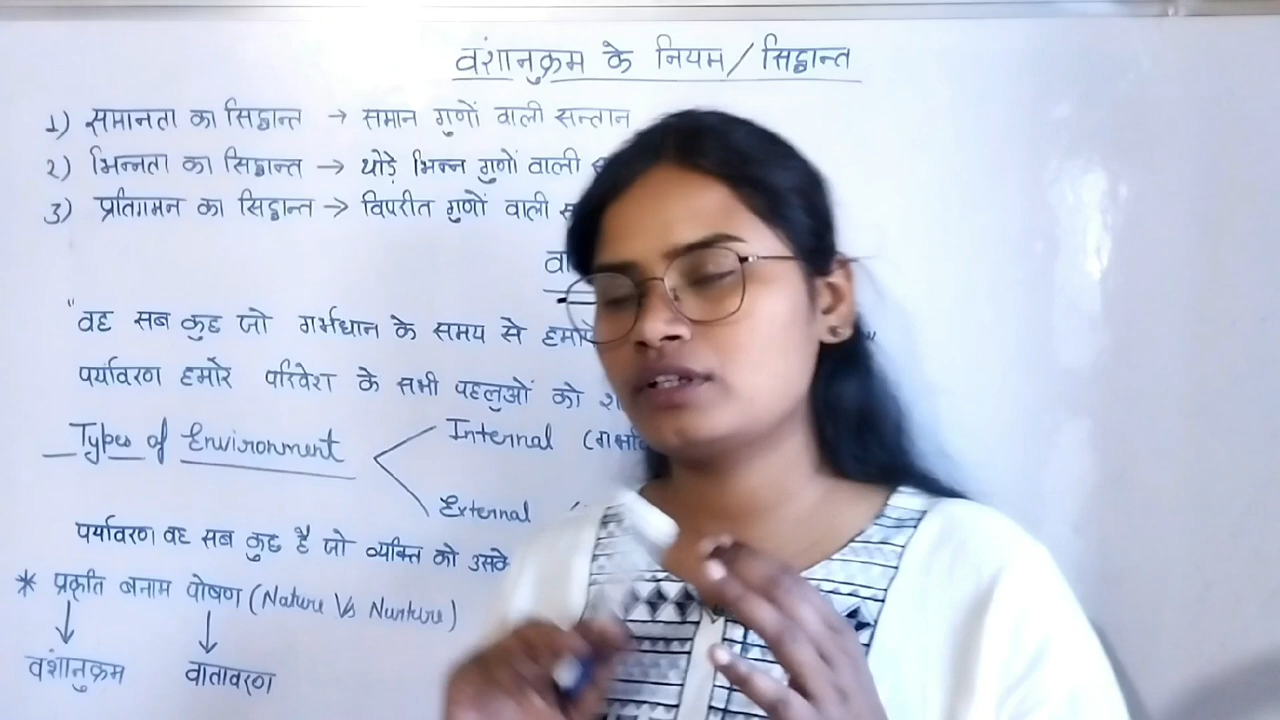 वंशानुक्रम के नियम / सिद्धान्त
1) समानता का सिद्धान्त → समान गुणों वाली सन्तान
2) भिन्नता का सिद्धान्त → थोड़े भिन्न गुणों वाली
3) प्रतिगमन का सिद्धान्त → विपरीत गुणों वाली
"वह सब कुछ जो गर्भधान के समय से "
पर्यावरण हमारे परिवेश के सभी पहलुओं को
Types of Environment
Internal
External
पर्यावरण वह सब कुछ है जो व्यक्ति को उसके
* प्रकृति बनाम पोषण (Nature Vs Nurture)
↓ ↓
वंशानुक्रम वातावरण